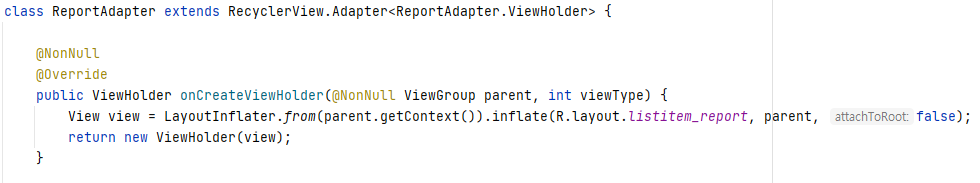 class ReportAdapter extends RecyclerView.Adapter<ReportAdapter.ViewHolder> {
@NonNull
@Override
public ViewHolder onCreateViewHolder(@NonNull ViewGroup parent, int viewType) {
View view = LayoutInflater.from(parent.getContext()).inflate(R.layout.listitem_report, parent, attachToRoot: false);
return new ViewHolder(view);
}